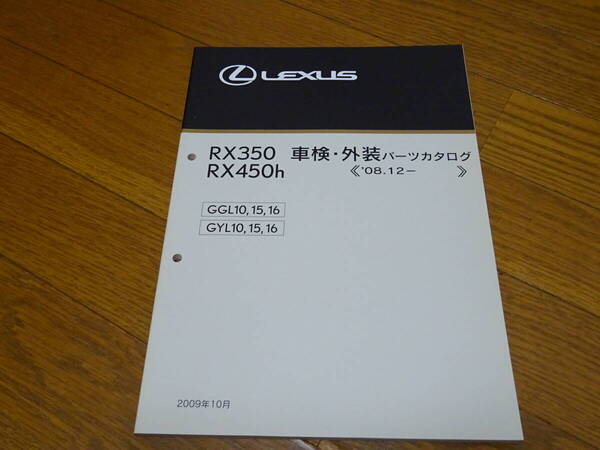 LEXUS
RX350 車検・外装パーツカタログ
RX450h 《'08.12− 》
GGL10, 15, 16
GYL10, 15, 16
2009年10月